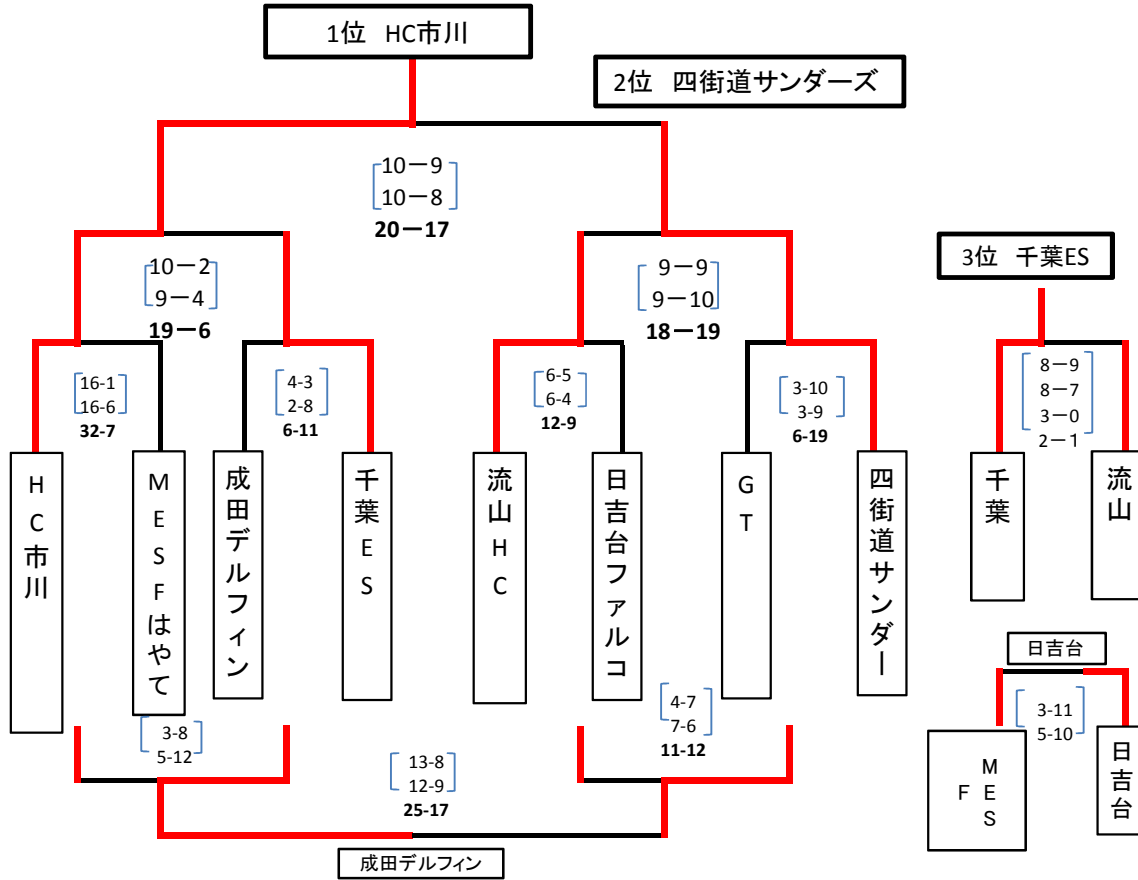 1位 HC市川
2位 四街道サンダーズ
10ー9
10ー8
20ー17
3位 千葉ES
10ー2
9ー4
19ー6
9ー9
9ー10
18ー19
16-1
16-6
32-7
4-3
2-8
6-11
6-5
6-4
12-9
3-10
3-9
6-19
8ー9
8ー7
3ー0
2ー1
HC市川
MESFはやて
成田デルフィン
千葉ES
流山HC
日吉台ファルコ
GT
四街道サンダー
千葉
流山
日吉台
3-11
5-10
MES
F
日吉台
3-8
5-12
4-7
7-6
11-12
13-8
12-9
25-17
成田デルフィン